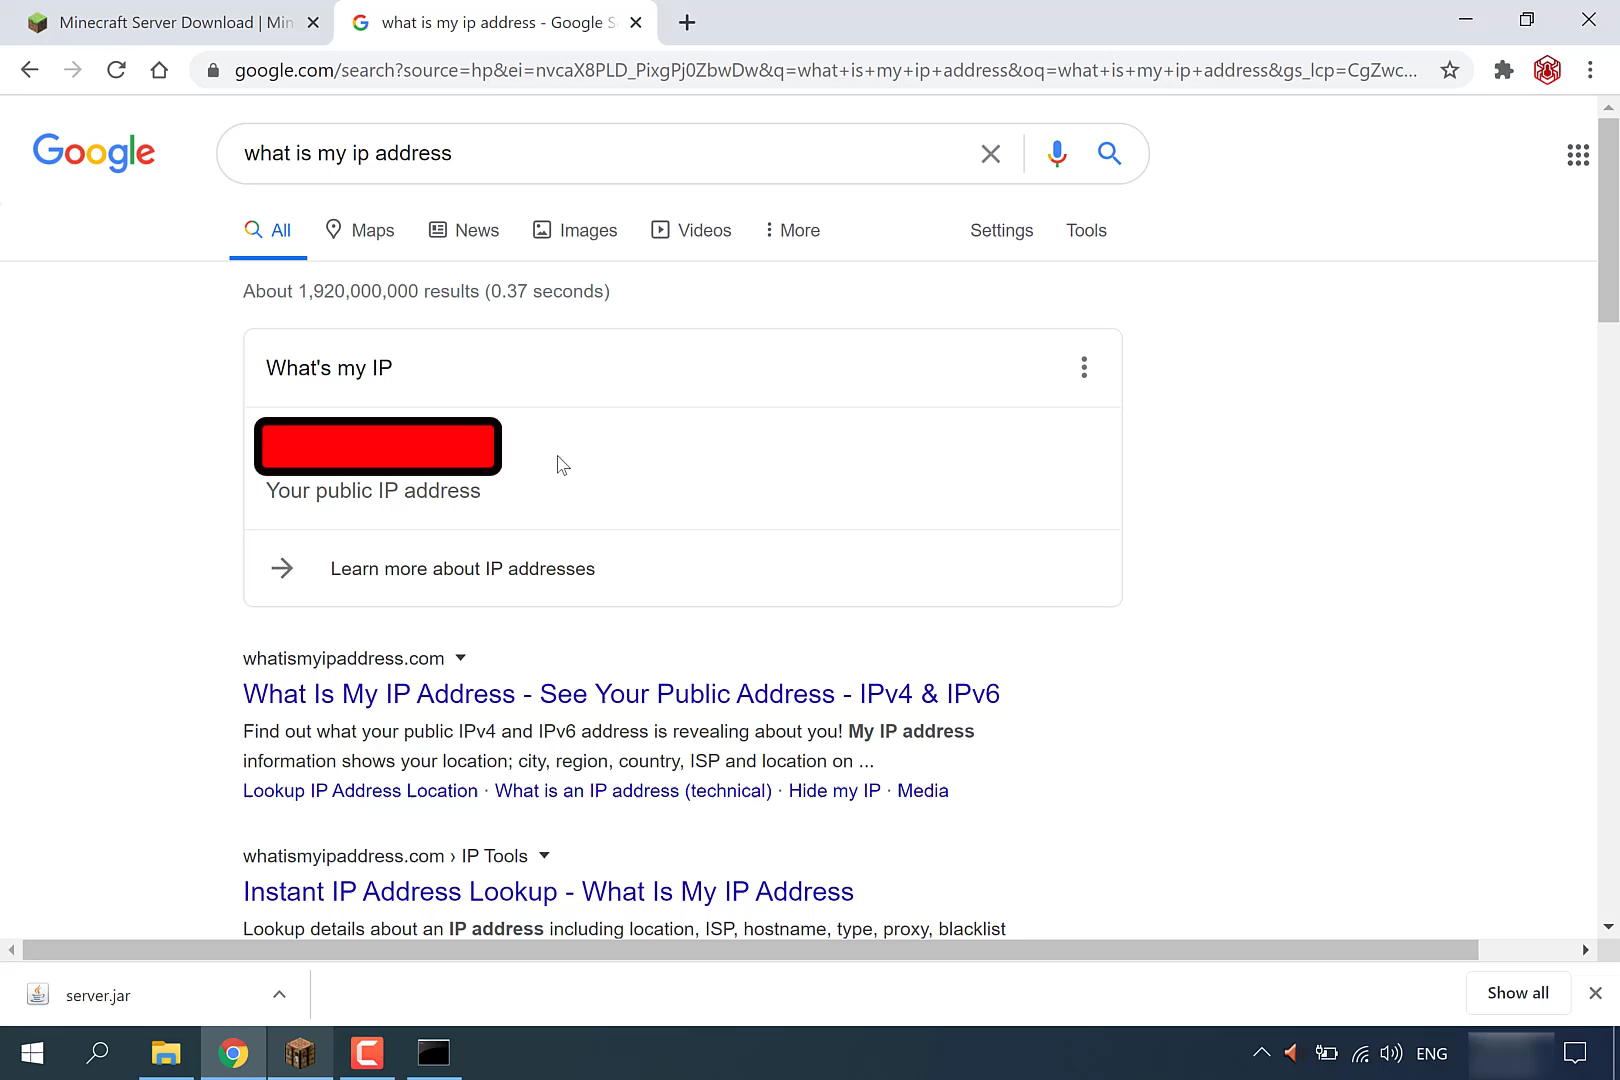 Minecraft Server Download | Min
what is my ip address - Google S
google.com/search?source=hp&ei=nvcaX8PLD_PixgPj0ZbwDw&q=what+is+my+ip+address&oq=what+is+my+ip+address&gs_lcp=CgZwc...
Google
what is my ip address
All
Maps
News
Images
Videos
More
Settings
Tools
About 1,920,000,000 results (0.37 seconds)
What's my IP
Your public IP address
Learn more about IP addresses
whatismyipaddress.com
What Is My IP Address - See Your Public Address - IPv4 & IPv6
Find out what your public IPv4 and IPv6 address is revealing about you! My IP address
information shows your location; city, region, country, ISP and location on ...
Lookup IP Address Location · What is an IP address (technical) · Hide my IP · Media
whatismyipaddress.com › IP Tools
Instant IP Address Lookup - What Is My IP Address
Lookup details about an IP address including location, ISP, hostname, type, proxy, blacklist
server.jar
Show all
ENG